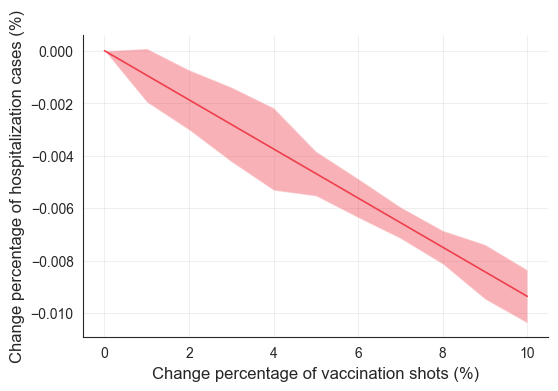 Change percentage of hospitalization cases (%)
0.000
−0.002
−0.004
−0.006
−0.008
−0.010
0 2 4 6 8 10
Change percentage of vaccination shots (%)